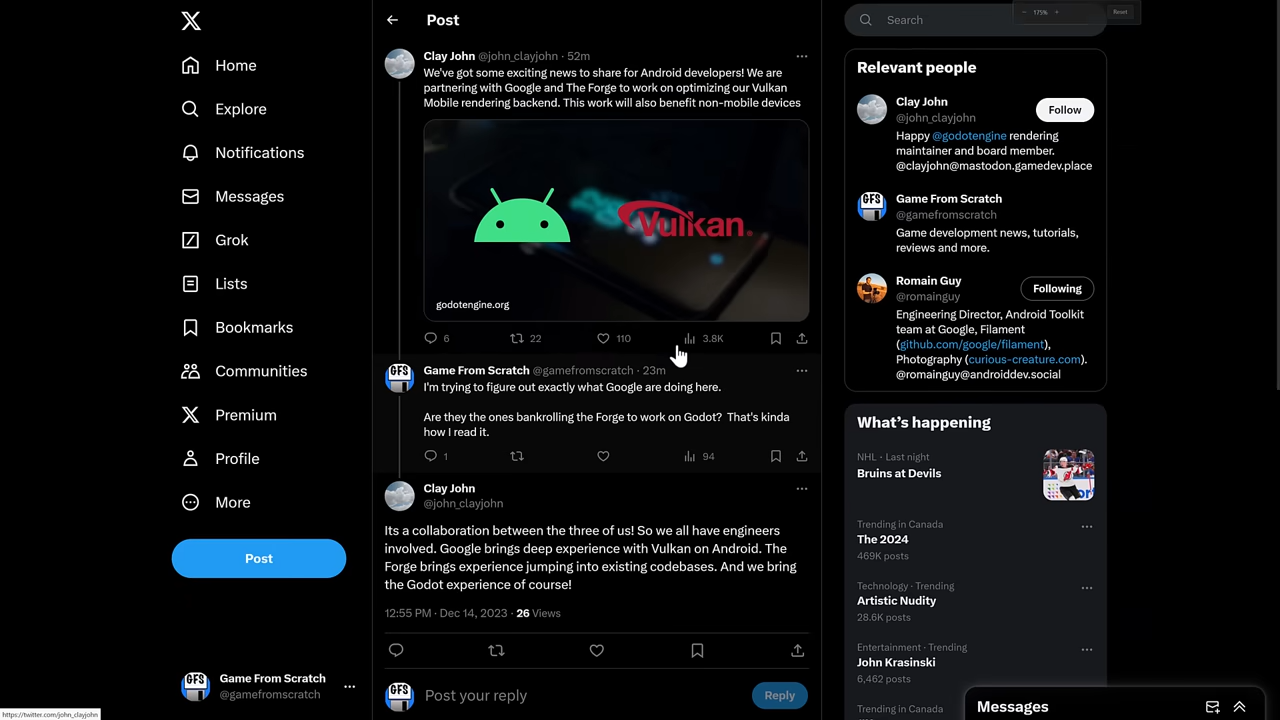 Home
Explore
Notifications
Messages
Grok
Lists
Bookmarks
Communities
Premium
Profile
More
Post
Game From Scratch
@gamefromscratch
https://twitter.com/john_clayjohn
Post
Clay John @john_clayjohn · 52m
We've got some exciting news to share for Android developers! We are
partnering with Google and The Forge to work on optimizing our Vulkan
Mobile rendering backend. This work will also benefit non-mobile devices
Vulkan
godotengine.org
6 22 110 3.8K
Game From Scratch @gamefromscratch · 23m
GFS
I'm trying to figure out exactly what Google are doing here.
Are they the ones bankrolling the Forge to work on Godot? That's kinda
how I read it.
1 94
Clay John
@john_clayjohn
Its a collaboration between the three of us! So we all have engineers
involved. Google brings deep experience with Vulkan on Android. The
Forge brings experience jumping into existing codebases. And we bring
the Godot experience of course!
12:55 PM · Dec 14, 2023 · 26 Views
GFS
Post your reply
Reply
175%
Reset
Search
Relevant people
Clay John
@john_clayjohn
Follow
Happy @godotengine rendering
maintainer and board member.
@clayjohn@mastodon.gamedev.place
GFS
Game From Scratch
@gamefromscratch
Game development news, tutorials,
reviews and more.
Romain Guy
@romainguy
Following
Engineering Director, Android Toolkit
team at Google, Filament
(github.com/google/filament),
Photography (curious-creature.com).
@romainguy@androiddev.social
What's happening
NHL · Last night
Bruins at Devils
Trending in Canada
The 2024
469K posts
Technology · Trending
Artistic Nudity
28.6K posts
Entertainment · Trending
John Krasinski
6,462 posts
Trending in Canada
Messages
GFS